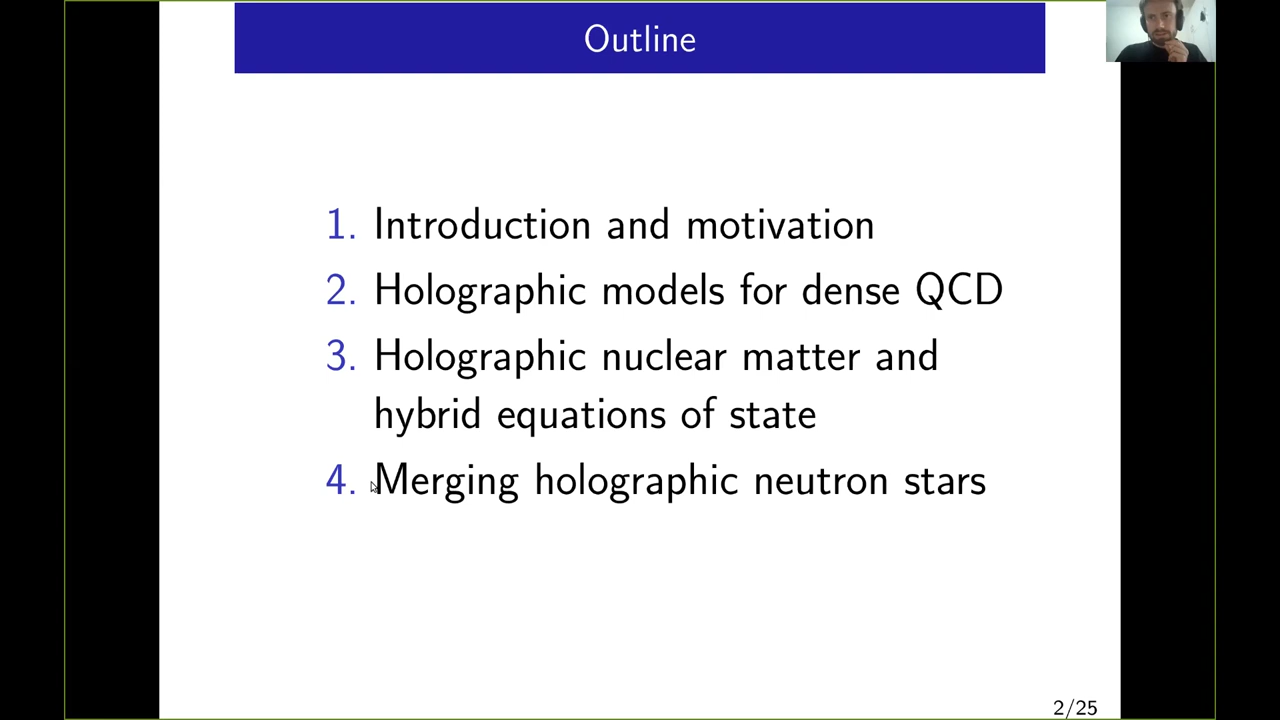 Outline
1. Introduction and motivation
2. Holographic models for dense QCD
3. Holographic nuclear matter and
hybrid equations of state
4. Merging holographic neutron stars
2/25